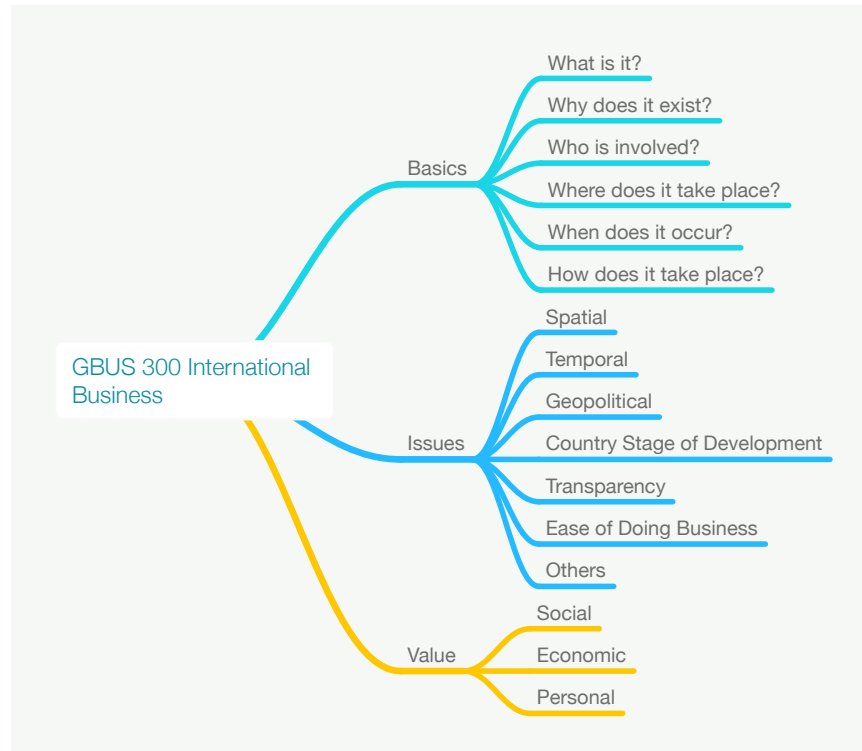 What is it?
Why does it exist?
Who is involved?
Basics
Where does it take place?
When does it occur?
How does it take place?
Spatial
Temporal
GBUS 300 International
Business
Geopolitical
Issues
Country Stage of Development
Transparency
Ease of Doing Business
Others
Social
Value
Economic
Personal